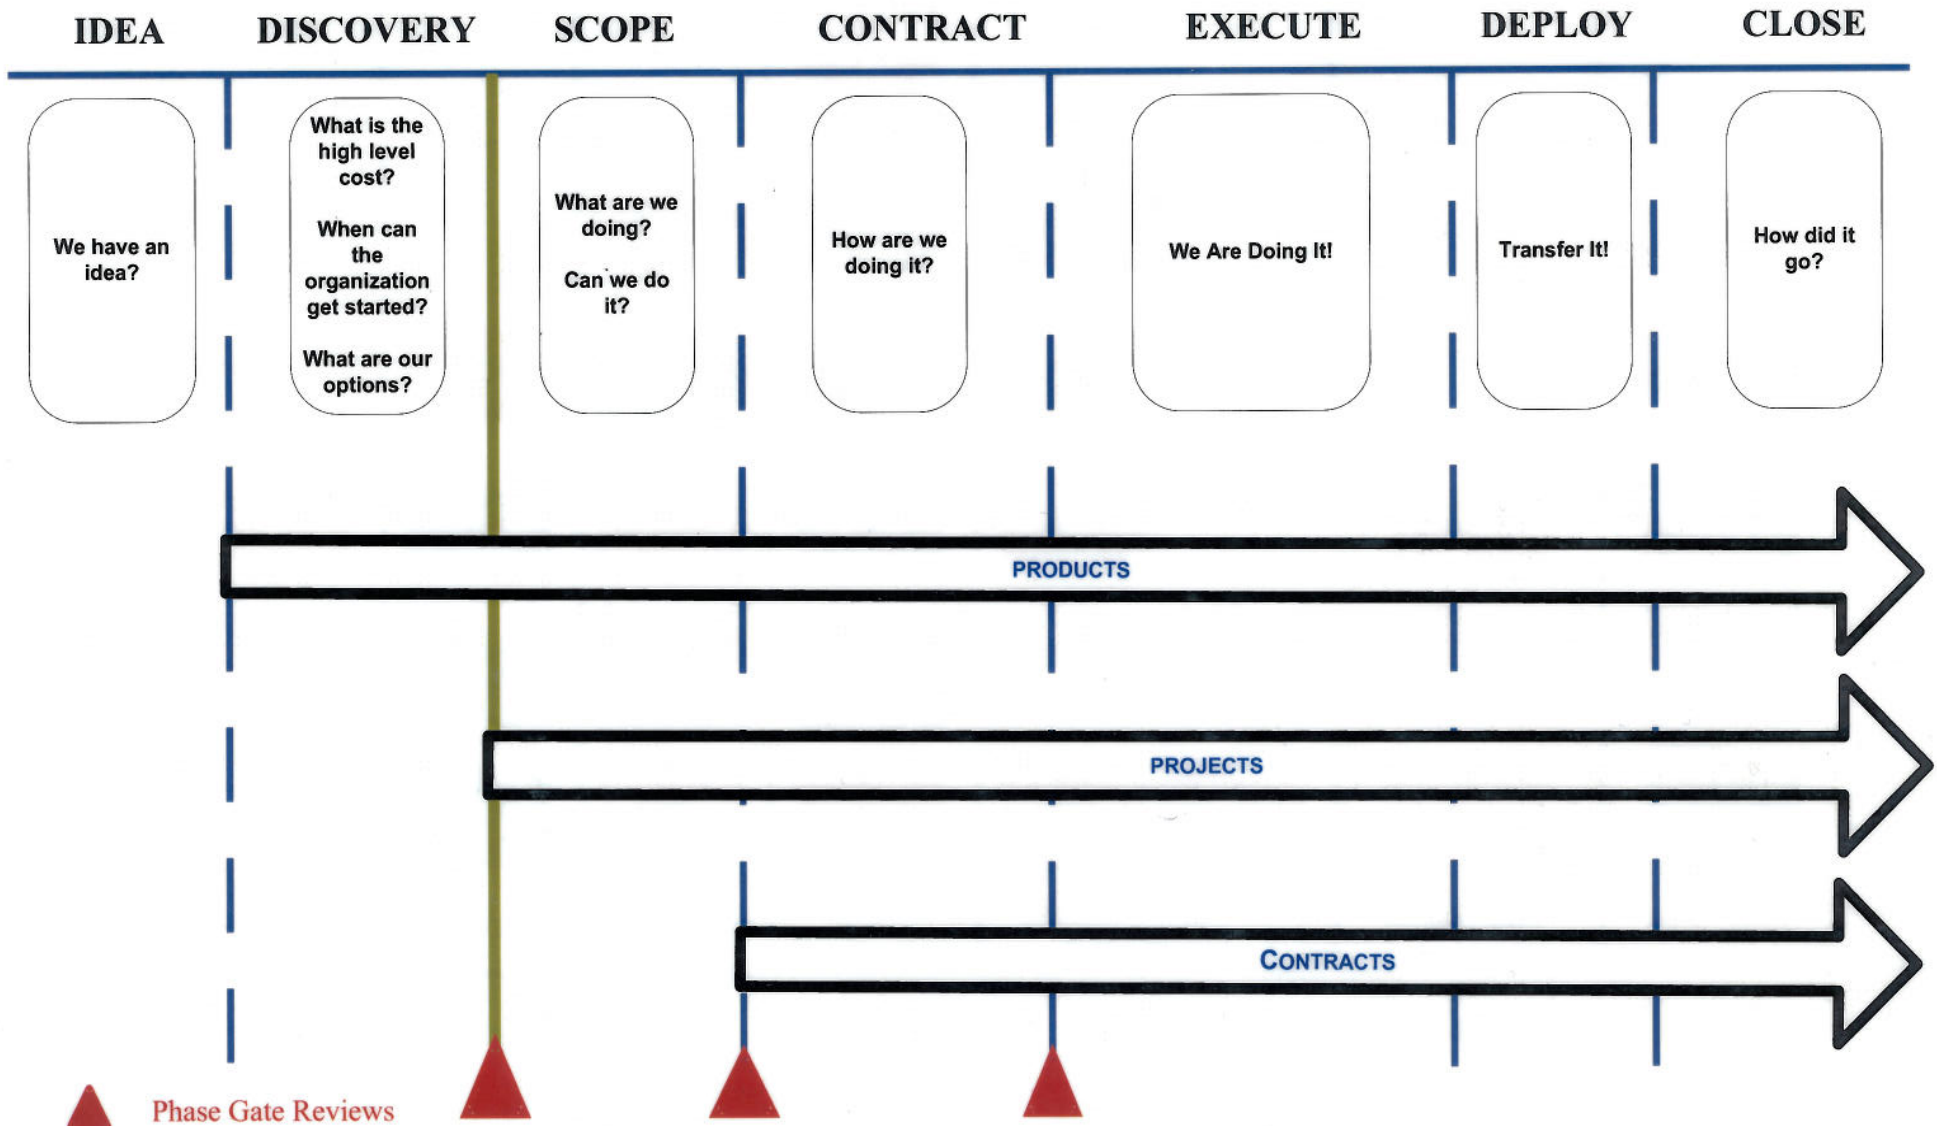 IDEA
DISCOVERY
SCOPE
CONTRACT
EXECUTE
DEPLOY
CLOSE
We have an
idea?
What is the
high level
cost?
When can
the
organization
get started?
What are our
options?
What are we
doing?
Can we do
it?
How are we
doing it?
We Are Doing It!
Transfer It!
How did it
go?
PRODUCTS
PROJECTS
CONTRACTS
Phase Gate Reviews